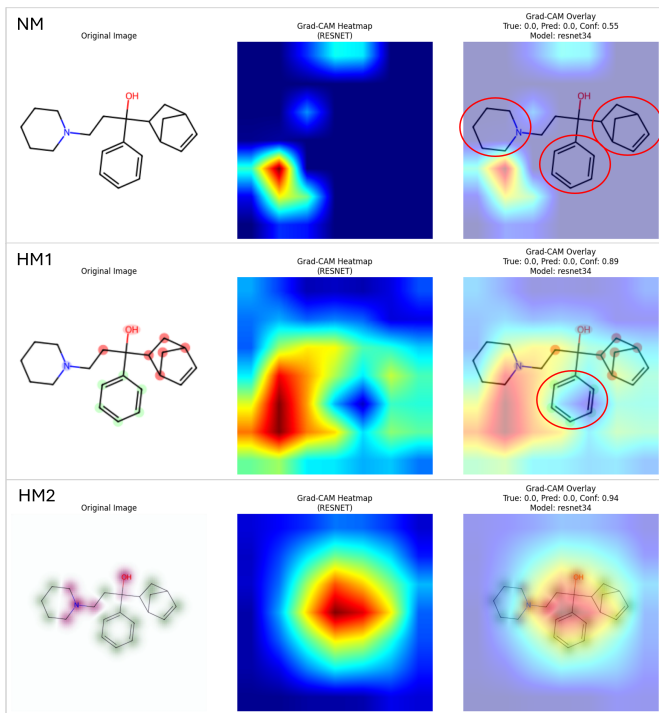 NM
Original Image
Grad-CAM Heatmap
(RESNET)
Grad-CAM Overlay
True: 0.0, Pred: 0.0, Conf: 0.55
Model: resnet34
OH
N
OH
N
HM1
Original Image
Grad-CAM Heatmap
(RESNET)
Grad-CAM Overlay
True: 0.0, Pred: 0.0, Conf: 0.89
Model: resnet34
OH
N
OH
N
HM2
Original Image
Grad-CAM Heatmap
(RESNET)
Grad-CAM Overlay
True: 0.0, Pred: 0.0, Conf: 0.94
Model: resnet34
OH
N
OH
N